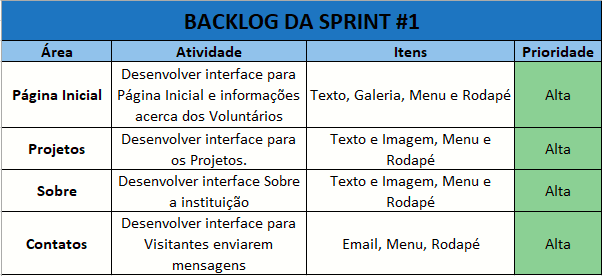 BACKLOG DA SPRINT #1
Área Atividade Itens Prioridade
Página Inicial
Desenvolver interface para
Página Inicial e informações
acerca dos Voluntários
Texto, Galeria, Menu e Rodapé
Alta
Projetos
Desenvolver interface para
os Projetos.
Texto e Imagem, Menu e
Rodapé
Alta
Sobre
Desenvolver interface Sobre
a instituição
Texto e Imagem, Menu e
Rodapé
Alta
Contatos
Desenvolver interface para
Visitantes enviarem
mensagens
Email, Menu, Rodapé
Alta